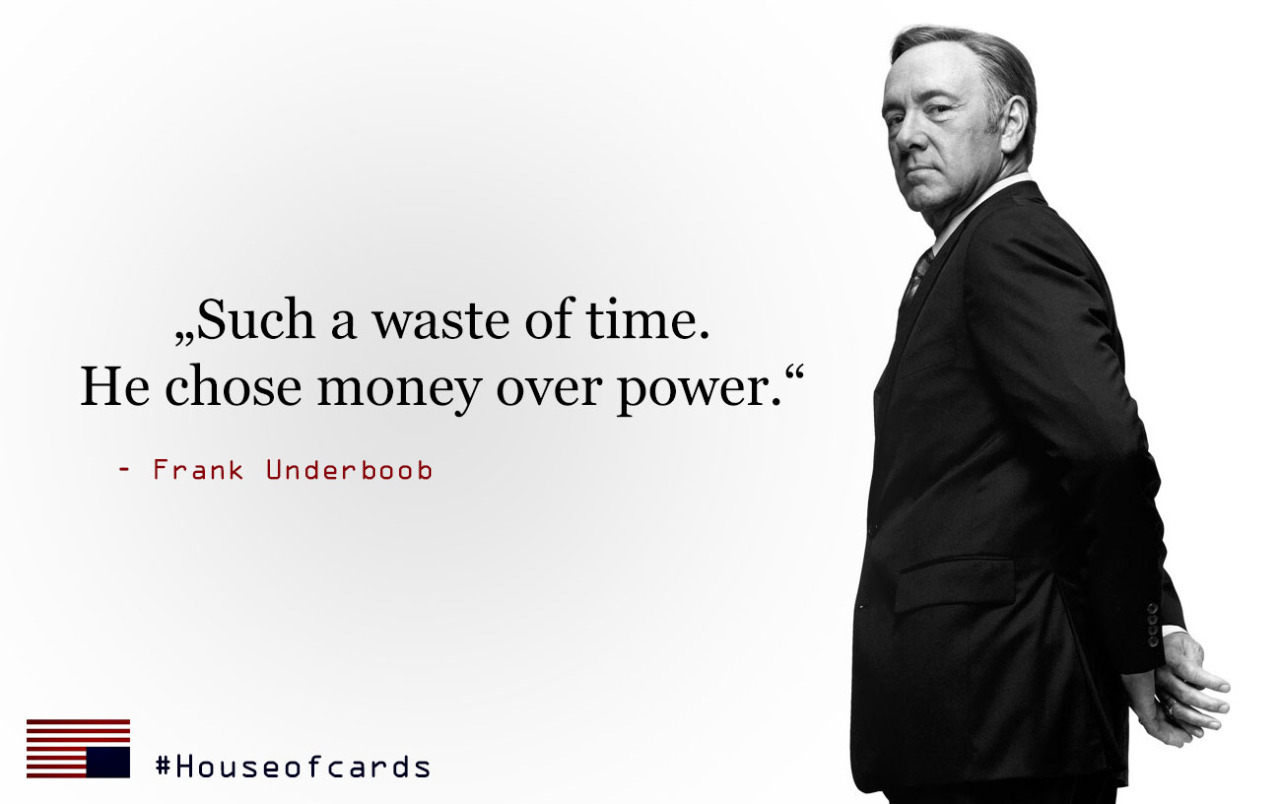 „Such a waste of time.
He chose money over power.“
- Frank Underboob
#Houseofcards